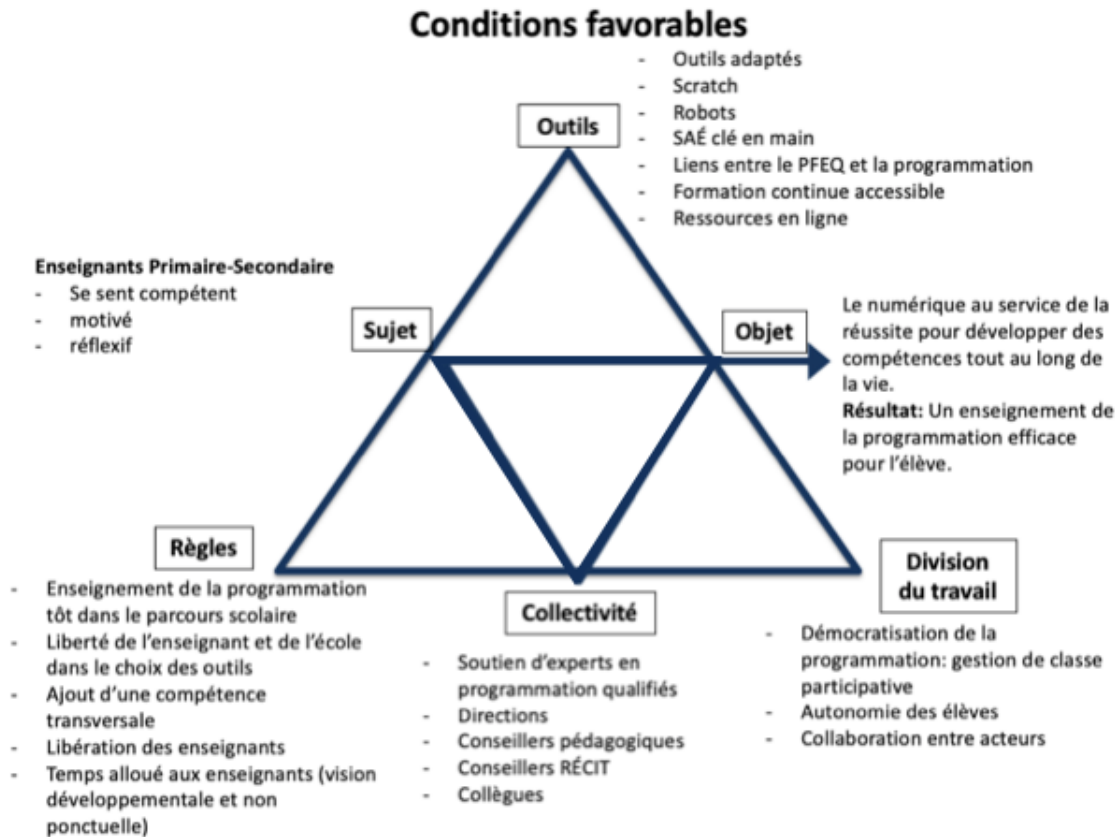 Conditions favorables
- Outils adaptés
- Scratch
- Robots
- SAÉ clé en main
- Liens entre le PFEQ et la programmation
- Formation continue accessible
- Ressources en ligne
Outils
Enseignants Primaire-Secondaire
- Se sent compétent
- motivé
- réflexif
Sujet
Objet
Le numérique au service de la
réussite pour développer des
compétences tout au long de
la vie.
Résultat: Un enseignement de
la programmation efficace
pour l'élève.
Règles
- Enseignement de la programmation
tôt dans le parcours scolaire
- Liberté de l'enseignant et de l'école
dans le choix des outils
- Ajout d'une compétence
transversale
- Libération des enseignants
- Temps alloué aux enseignants (vision
développementale et non
ponctuelle)
Collectivité
- Soutien d'experts en
programmation qualifiés
- Directions
- Conseillers pédagogiques
- Conseillers RÉCIT
- Collègues
Division
du travail
- Démocratisation de la
programmation: gestion de classe
participative
- Autonomie des élèves
- Collaboration entre acteurs